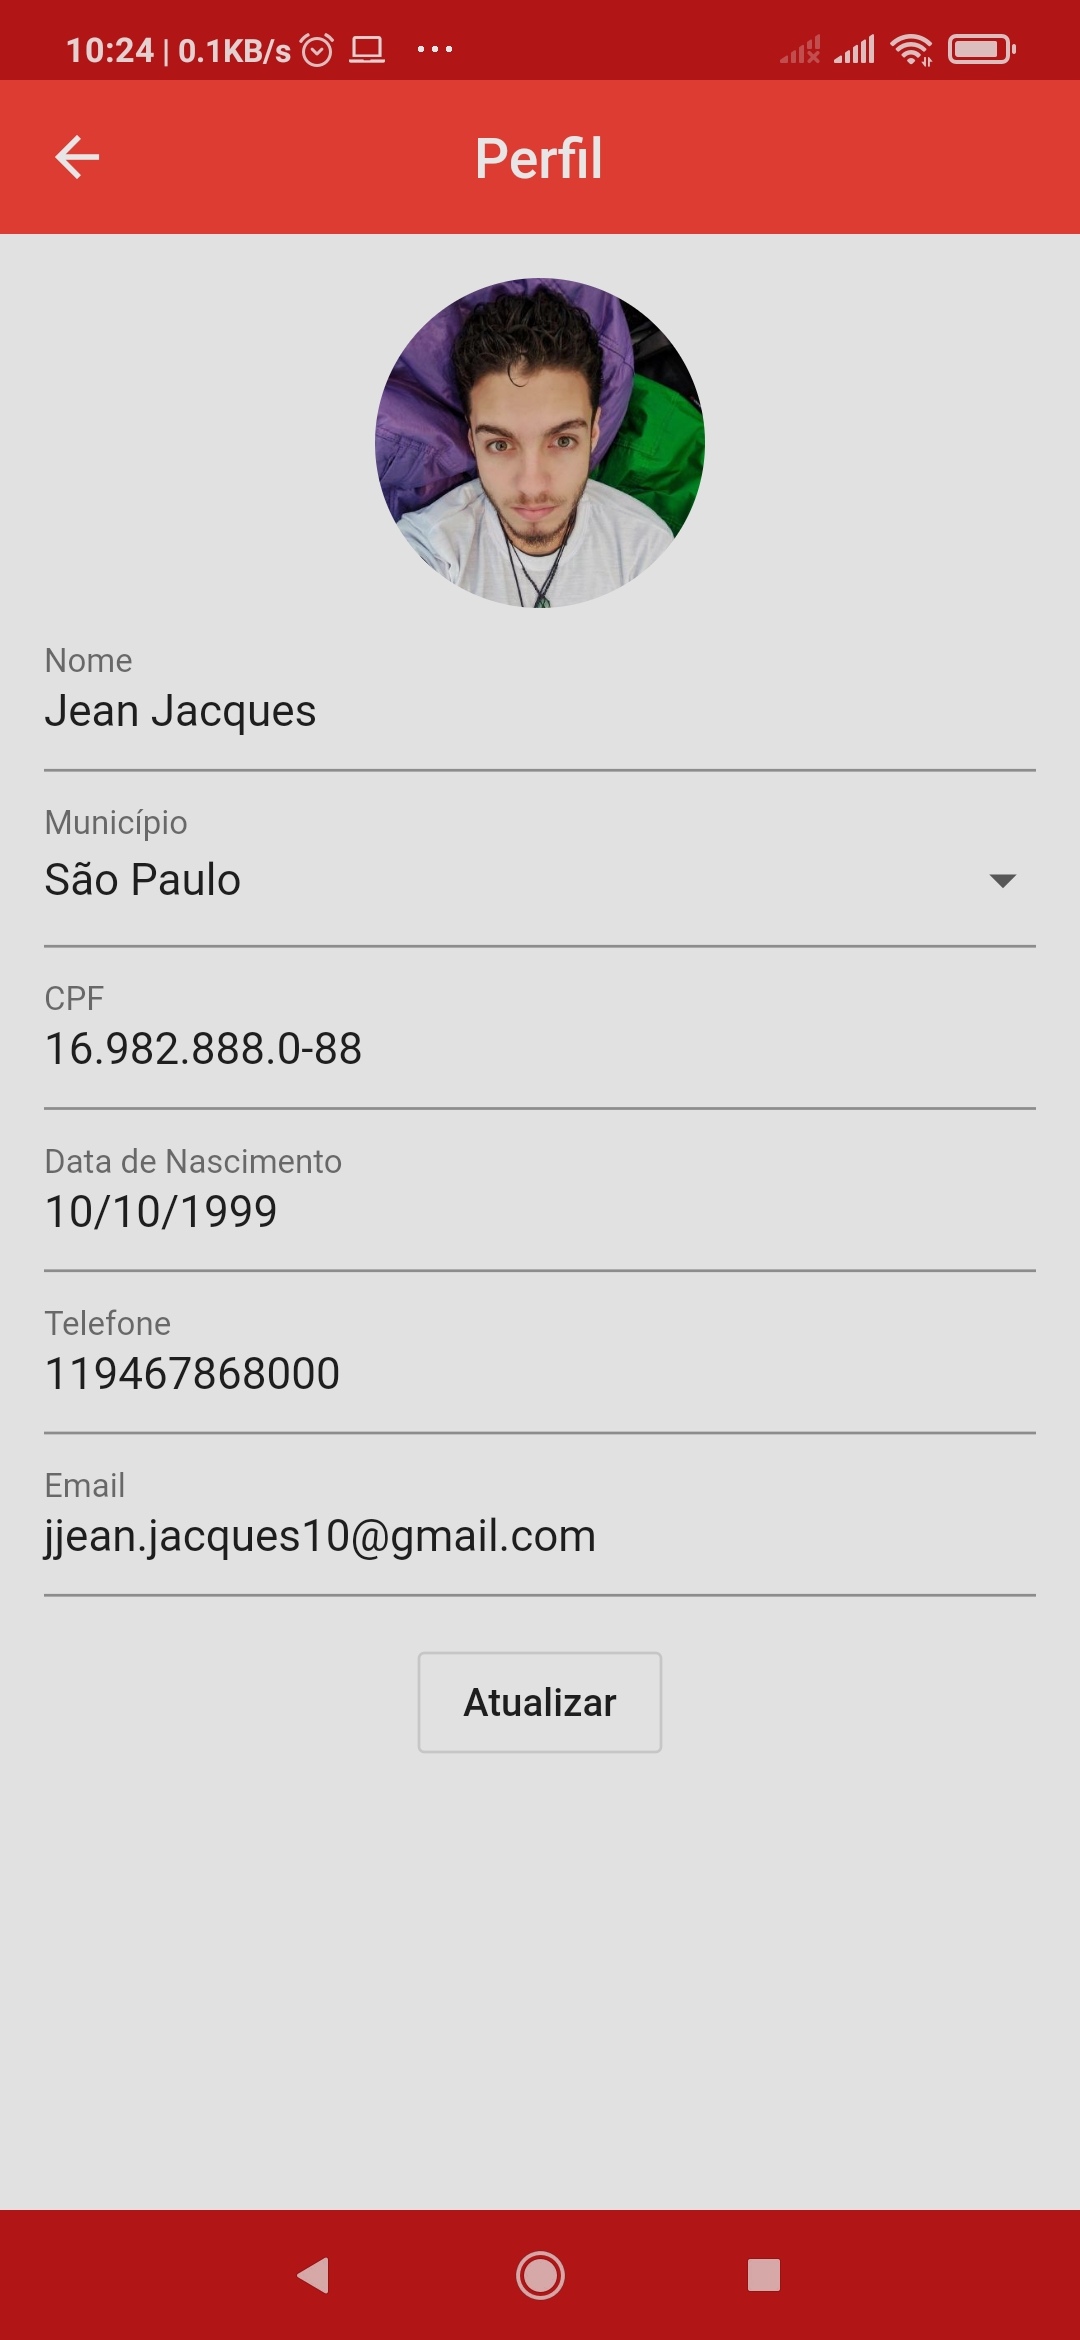 10:24 | 0.1KB/s
Perfil
Nome
Jean Jacques
Município
São Paulo
CPF
16.982.888.0-88
Data de Nascimento
10/10/1999
Telefone
119467868000
Email
jjean.jacques10@gmail.com
Atualizar